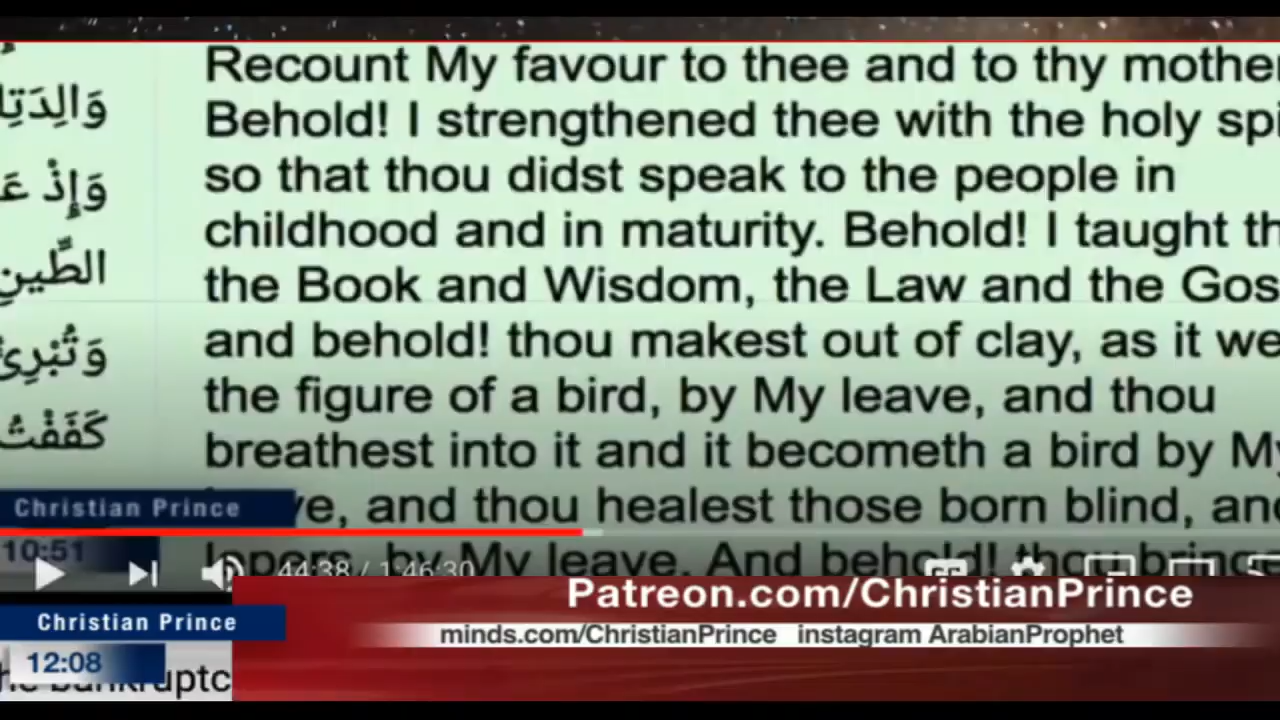 Recount My favour to thee and to thy mother
Behold! I strengthened thee with the holy spi
so that thou didst speak to the people in
childhood and in maturity. Behold! I taught th
the Book and Wisdom, the Law and the Gos
and behold! thou makest out of clay, as it we
the figure of a bird, by My leave, and thou
breathest into it and it becometh a bird by My
ve, and thou healest those born blind, and
lepers, by My leave. And behold! thou bringe
وَالِدَتِكَ
وَإِذْ
الطِّينِ
وَتُبْرِئُ
كَفَفْتُ
Christian Prince
10:51
44:38 / 1:46:30
Patreon.com/ChristianPrince
Christian Prince
minds.com/ChristianPrince instagram ArabianProphet
12:08
he bankruptc